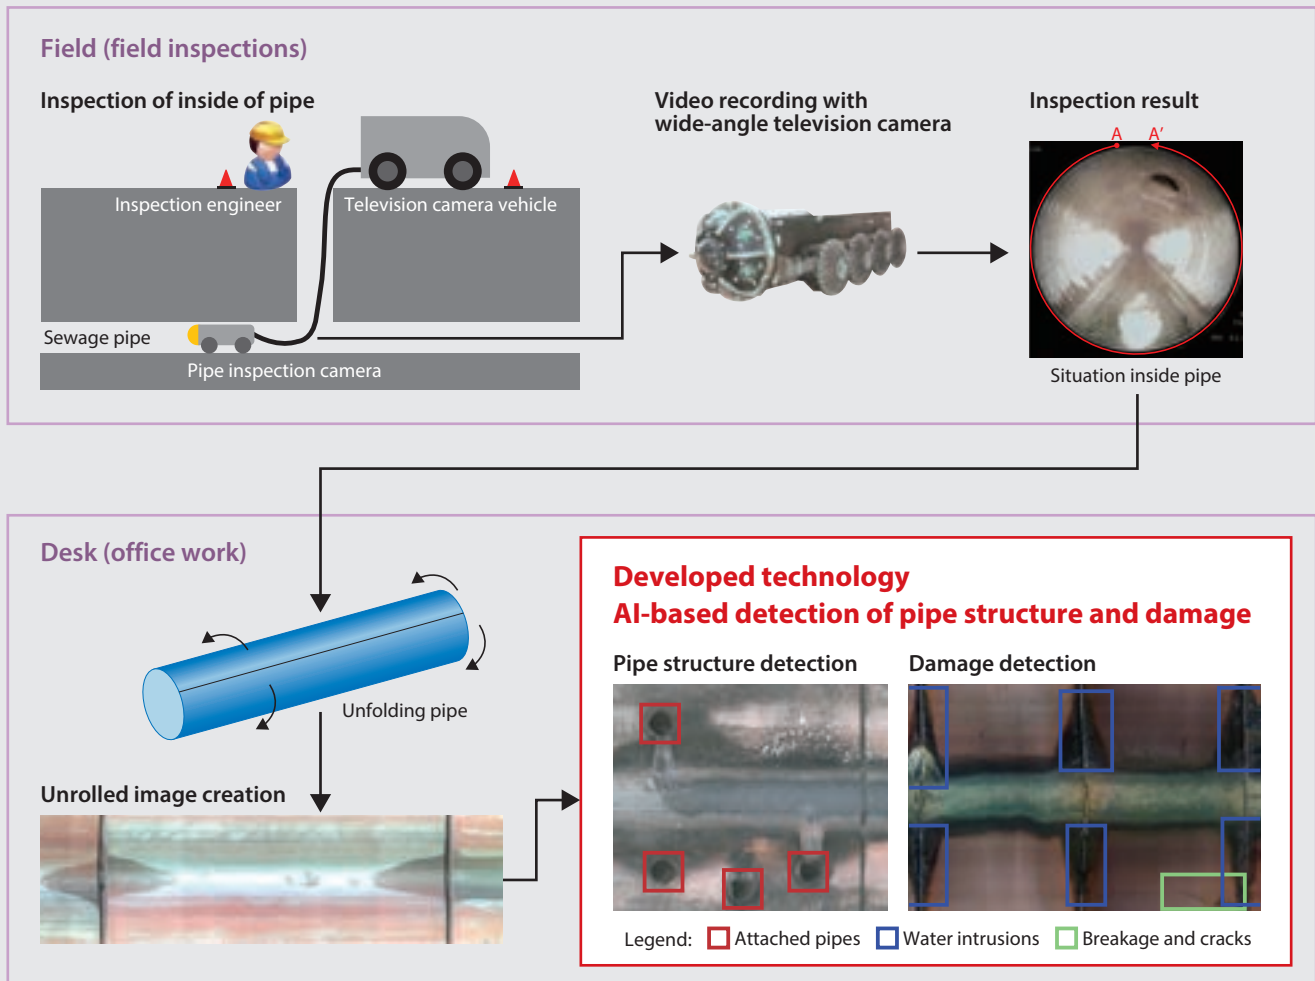 Field (field inspections)
Inspection of inside of pipe
Inspection engineer
Television camera vehicle
Sewage pipe
Pipe inspection camera
Video recording with
wide-angle television camera
Inspection result
A
A′
Situation inside pipe
Desk (office work)
Unfolding pipe
Unrolled image creation
Developed technology
AI-based detection of pipe structure and damage
Pipe structure detection
Damage detection
Legend:
Attached pipes
Water intrusions
Breakage and cracks